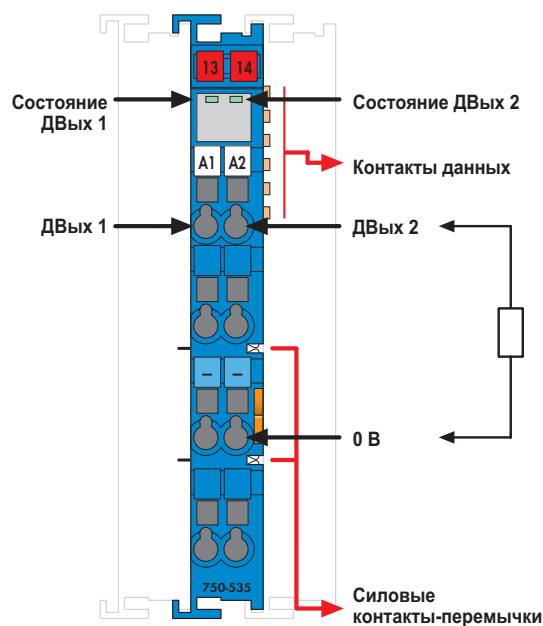 13 14
Состояние
ДВых 1
Состояние ДВых 2
Контакты данных
A1 A2
ДВых 1
ДВых 2
– –
0 В
750-535
Силовые
контакты-перемычки